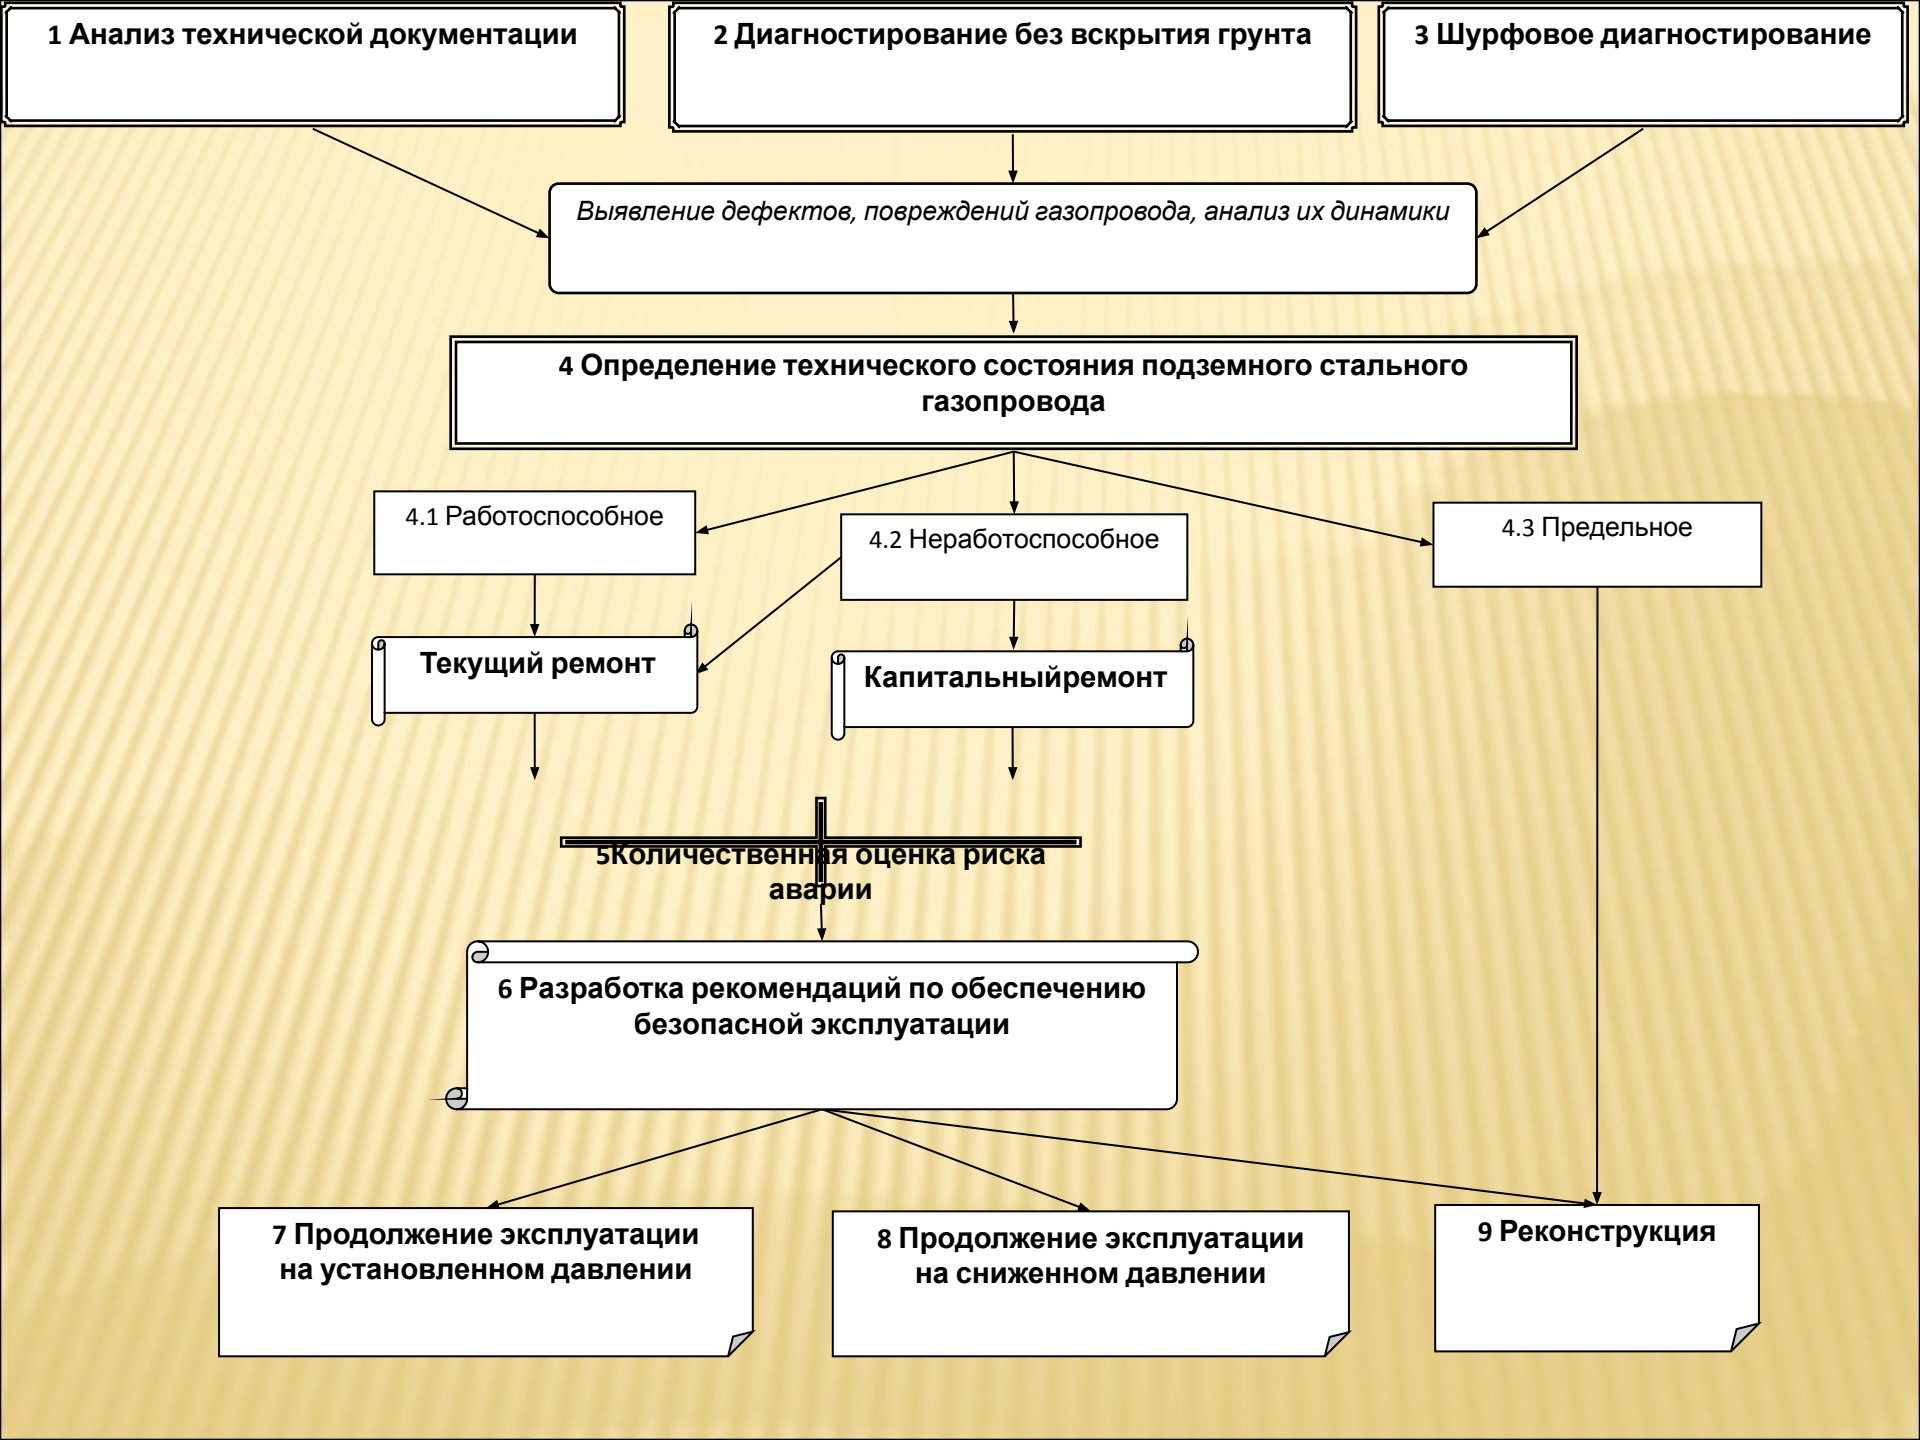 1 Анализ технической документации
2 Диагностирование без вскрытия грунта
3 Шурфовое диагностирование
Выявление дефектов, повреждений газопровода, анализ их динамики
4 Определение технического состояния подземного стального
газопровода
4.1 Работоспособное
4.2 Неработоспособное
4.3 Предельное
Текущий ремонт
Капитальныйремонт
5Количественная оценка риска
аварии
6 Разработка рекомендаций по обеспечению
безопасной эксплуатации
7 Продолжение эксплуатации
на установленном давлении
8 Продолжение эксплуатации
на сниженном давлении
9 Реконструкция